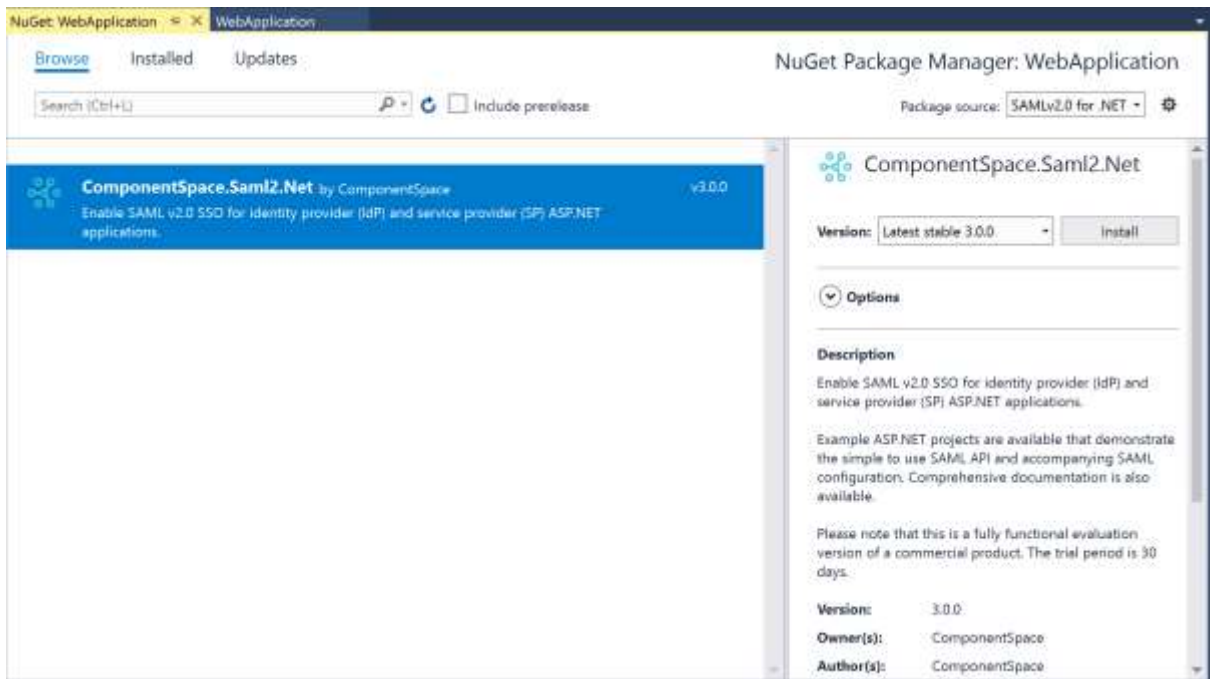 NuGet: WebApplication
WebApplication
Browse Installed Updates
NuGet Package Manager: WebApplication
Search (Ctrl+L)
Include prerelease
Package source: SAMLv2.0 for .NET
ComponentSpace.Saml2.Net by ComponentSpace v3.0.0
Enable SAML v2.0 SSO for identity provider (IdP) and service provider (SP) ASP.NET
applications.
ComponentSpace.Saml2.Net
Version: Latest stable 3.0.0 Install
Options
Description
Enable SAML v2.0 SSO for identity provider (IdP) and
service provider (SP) ASP.NET applications.
Example ASP.NET projects are available that demonstrate
the simple to use SAML API and accompanying SAML
configuration. Comprehensive documentation is also
available.
Please note that this is a fully functional evaluation
version of a commercial product. The trial period is 30
days.
Version: 3.0.0
Owner(s): ComponentSpace
Author(s): ComponentSpace